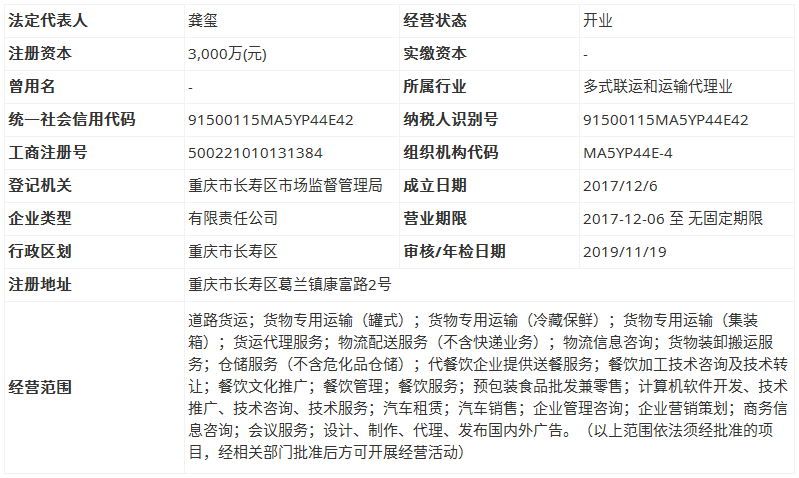 法定代表人 龚玺 经营状态 开业
注册资本 3,000万(元) 实缴资本 -
曾用名 - 所属行业 多式联运和运输代理业
统一社会信用代码 91500115MA5YP44E42 纳税人识别号 91500115MA5YP44E42
工商注册号 500221010131384 组织机构代码 MA5YP44E-4
登记机关 重庆市长寿区市场监督管理局 成立日期 2017/12/6
企业类型 有限责任公司 营业期限 2017-12-06 至 无固定期限
行政区划 重庆市长寿区 审核/年检日期 2019/11/19
注册地址 重庆市长寿区葛兰镇康富路2号
经营范围
道路货运；货物专用运输（罐式）；货物专用运输（冷藏保鲜）；货物专用运输（集装
箱）；货运代理服务；物流配送服务（不含快递业务）；物流信息咨询；货物装卸搬运服
务；仓储服务（不含危化品仓储）；代餐饮企业提供送餐服务；餐饮加工技术咨询及技术转
让；餐饮文化推广；餐饮管理；餐饮服务；预包装食品批发兼零售；计算机软件开发、技术
推广、技术咨询、技术服务；汽车租赁；汽车销售；企业管理咨询；企业营销策划；商务信
息咨询；会议服务；设计、制作、代理、发布国内外广告。（以上范围依法须经批准的项
目，经相关部门批准后方可开展经营活动）